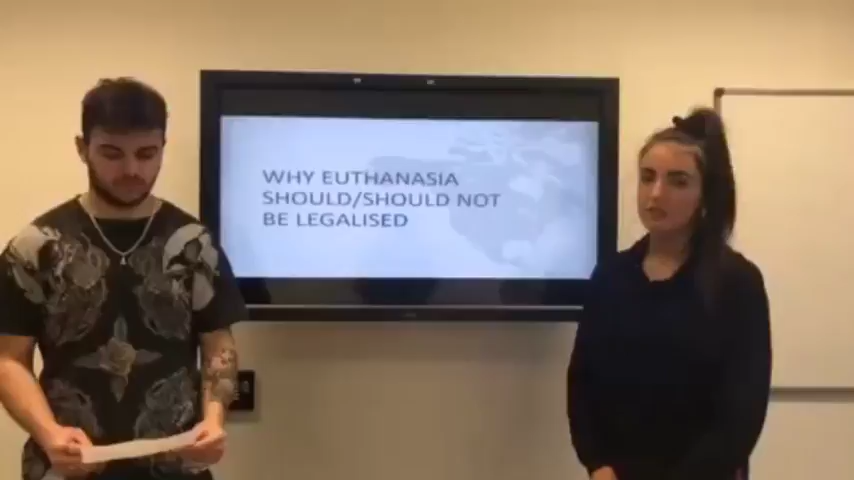 WHY EUTHANASIA
SHOULD/SHOULD NOT
BE LEGALISED